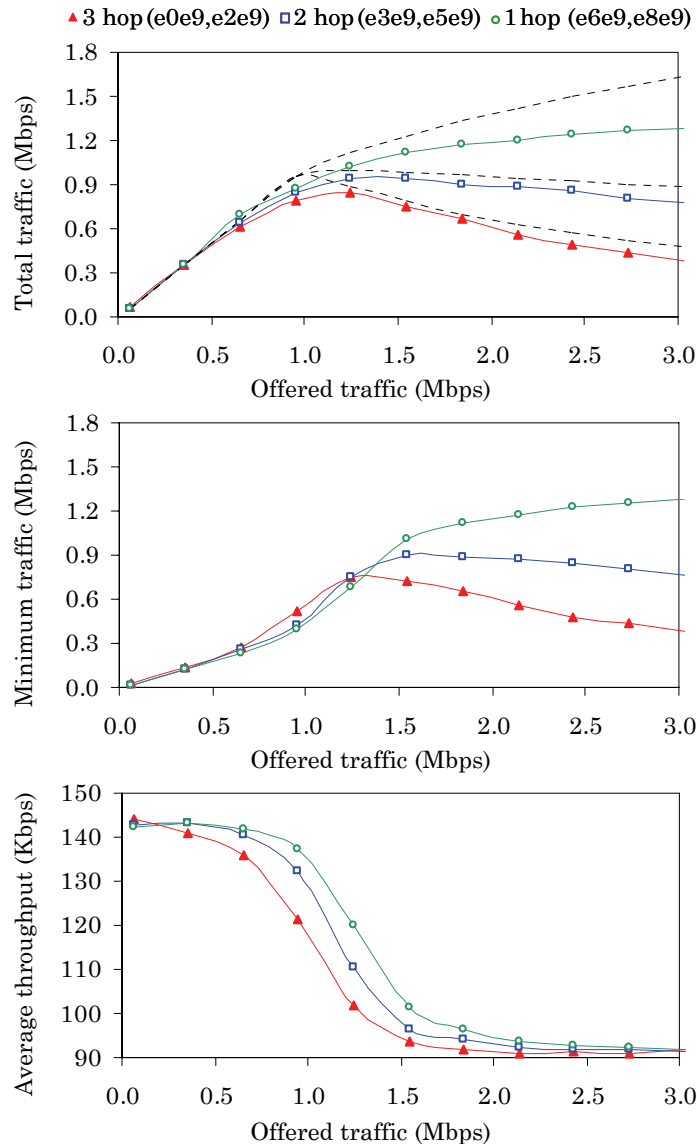 3 hop (e0e9,e2e9) 2 hop (e3e9,e5e9) 1 hop (e6e9,e8e9)
Total traffic (Mbps)
1.8
1.5
1.2
0.9
0.6
0.3
0.0
0.0 0.5 1.0 1.5 2.0 2.5 3.0
Offered traffic (Mbps)
Minimum traffic (Mbps)
1.8
1.5
1.2
0.9
0.6
0.3
0.0
0.0 0.5 1.0 1.5 2.0 2.5 3.0
Offered traffic (Mbps)
Average throughput (Kbps)
150
140
130
120
110
100
90
0.0 0.5 1.0 1.5 2.0 2.5 3.0
Offered traffic (Mbps)